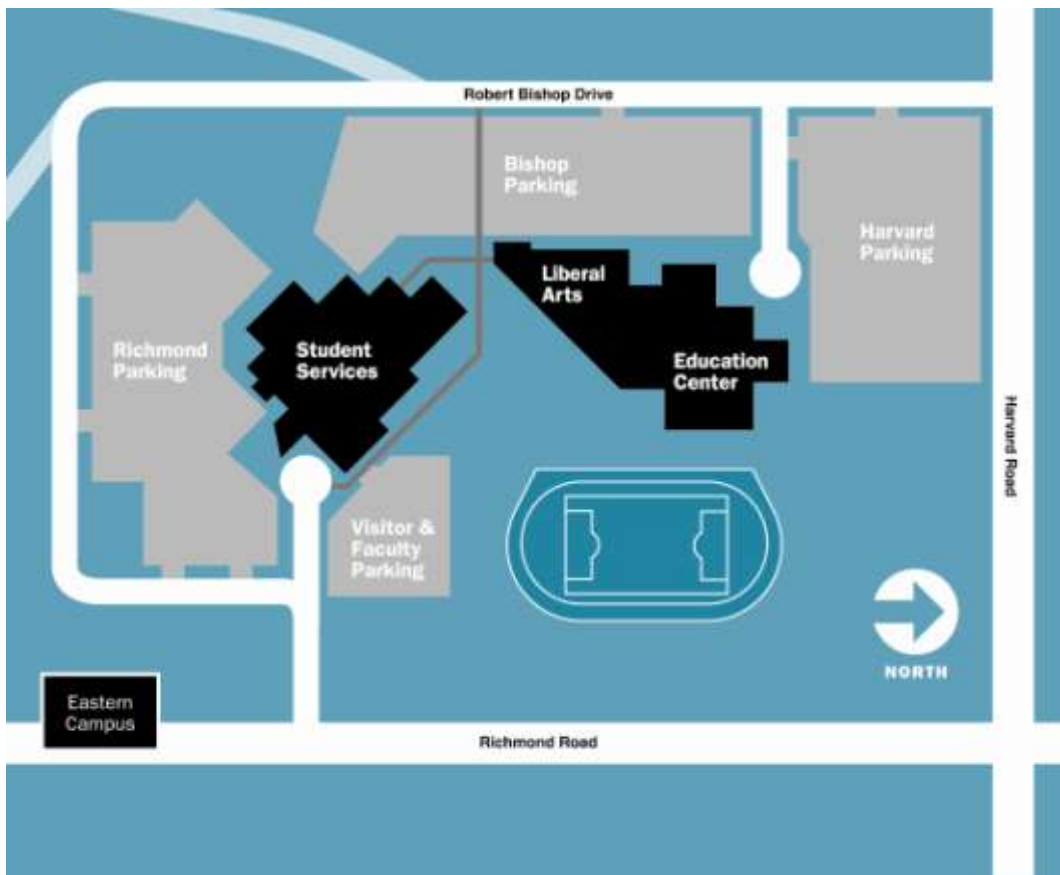 Robert Bishop Drive
Bishop
Parking
Harvard
Parking
Liberal
Arts
Richmond
Parking
Student
Services
Education
Center
Harvard Road
Visitor &
Faculty
Parking
NORTH
Eastern
Campus
Richmond Road